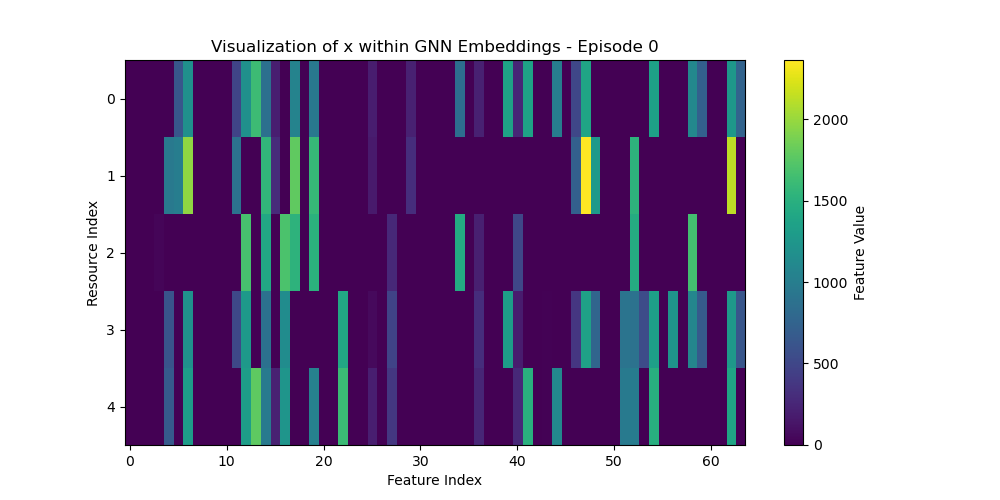 Visualization of x within GNN Embeddings - Episode 0
Resource Index
0
1
2
3
4
0 10 20 30 40 50 60
Feature Index
2000
1500
1000
500
0
Feature Value